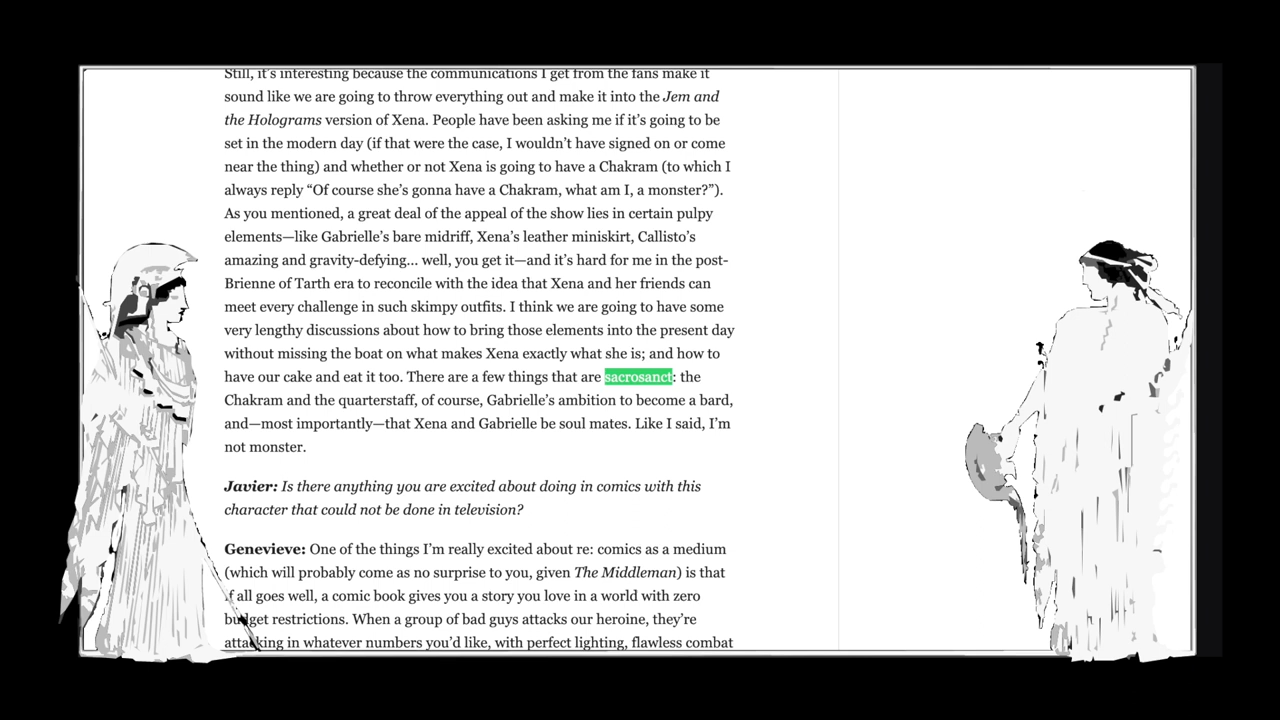 Still, it's interesting because the communications I get from the fans make it
sound like we are going to throw everything out and make it into the Jem and
the Holograms version of Xena. People have been asking me if it's going to be
set in the modern day (if that were the case, I wouldn't have signed on or come
near the thing) and whether or not Xena is going to have a Chakram (to which I
always reply “Of course she's gonna have a Chakram, what am I, a monster?”).
As you mentioned, a great deal of the appeal of the show lies in certain pulpy
elements—like Gabrielle's bare midriff, Xena's leather miniskirt, Callisto's
amazing and gravity-defying… well, you get it—and it's hard for me in the post-
Brienne of Tarth era to reconcile with the idea that Xena and her friends can
meet every challenge in such skimpy outfits. I think we are going to have some
very lengthy discussions about how to bring those elements into the present day
without missing the boat on what makes Xena exactly what she is; and how to
have our cake and eat it too. There are a few things that are sacrosanct: the
Chakram and the quarterstaff, of course, Gabrielle's ambition to become a bard,
and—most importantly—that Xena and Gabrielle be soul mates. Like I said, I'm
not monster.
Javier: Is there anything you are excited about doing in comics with this
character that could not be done in television?
Genevieve: One of the things I'm really excited about re: comics as a medium
(which will probably come as no surprise to you, given The Middleman) is that
if all goes well, a comic book gives you a story you love in a world with zero
budget restrictions. When a group of bad guys attacks our heroine, they're
attacking in whatever numbers you'd like, with perfect lighting, flawless combat